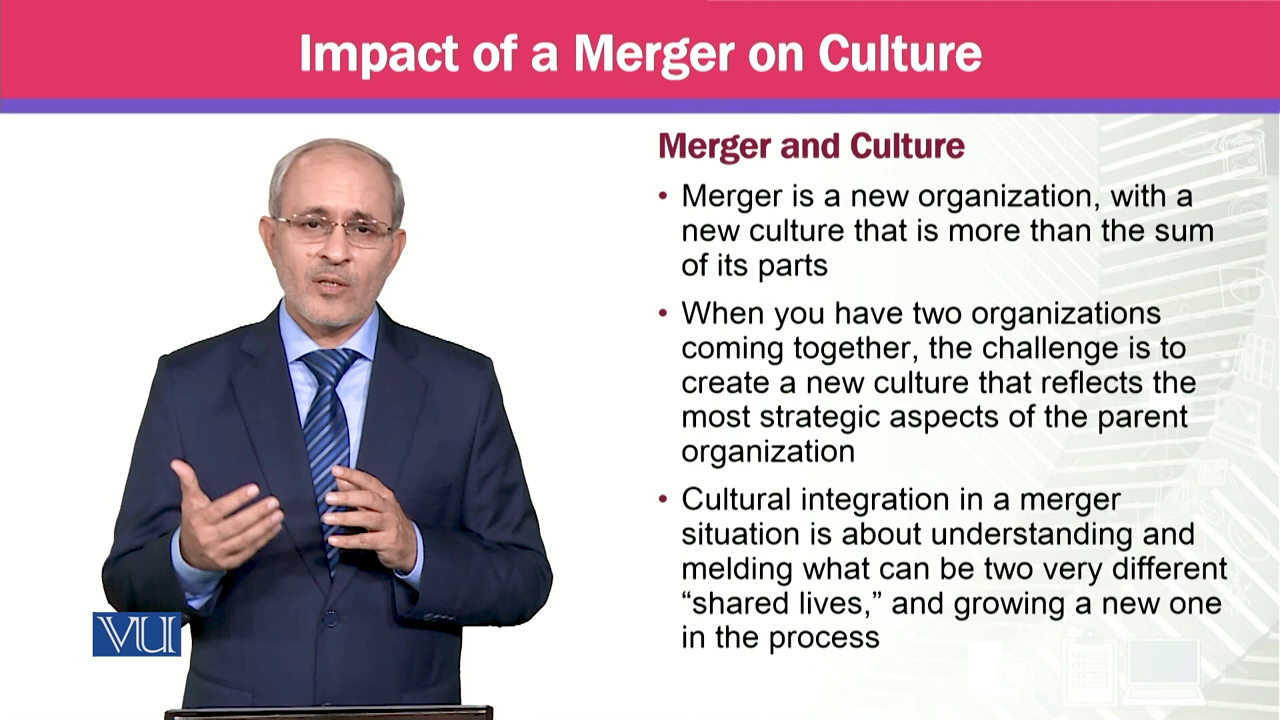 Impact of a Merger on Culture
Merger and Culture
• Merger is a new organization, with a
new culture that is more than the sum
of its parts
• When you have two organizations
coming together, the challenge is to
create a new culture that reflects the
most strategic aspects of the parent
organization
• Cultural integration in a merger
situation is about understanding and
melding what can be two very different
“shared lives,” and growing a new one
in the process
VU